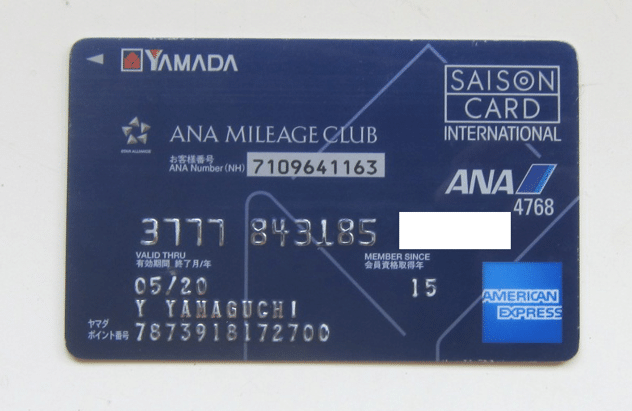 YAMADA
SAISON
CARD
INTERNATIONAL
ANA MILEAGE CLUB
お客様番号
ANA Number (NH) 7109641163
ANA
4768
3777 843185
VALID THRU
有効期間 終了月/年
MEMBER SINCE
会員資格取得年
05/20
15
Y YAMAGUCHI
ヤマダ
ポイント番号 7873918172700
AMERICAN
EXPRESS